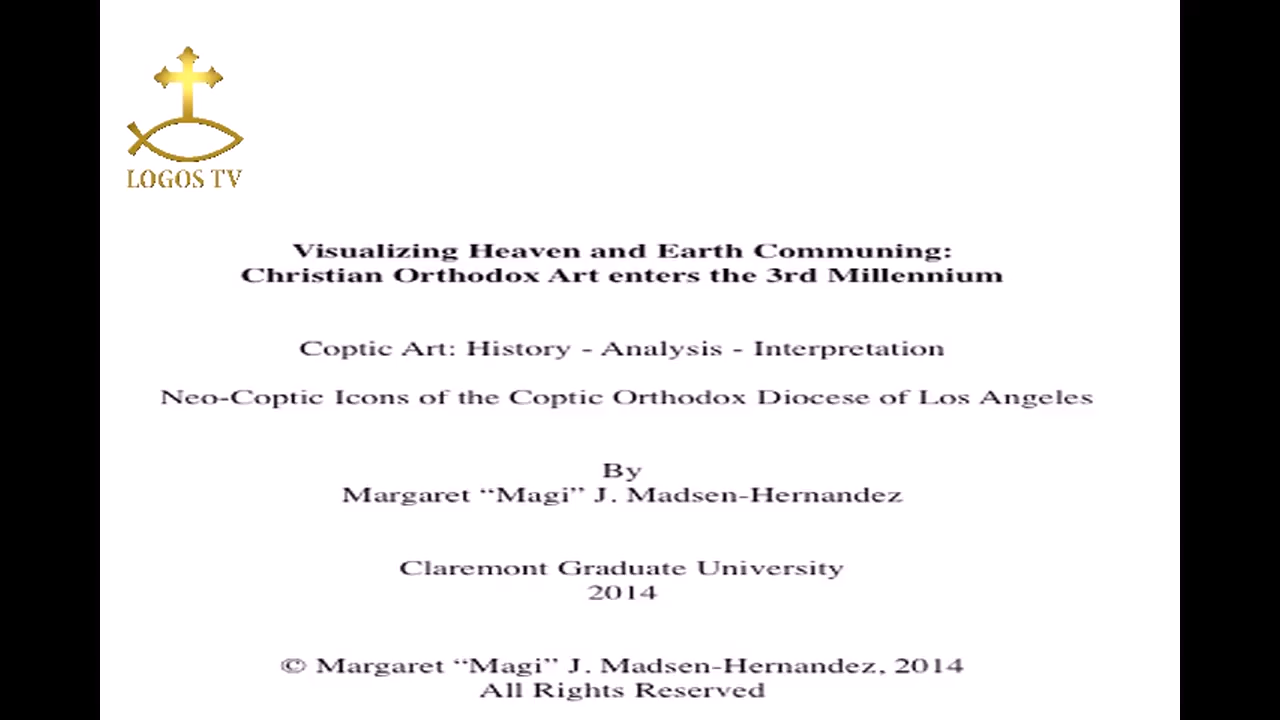 LOGOS TV
Visualizing Heaven and Earth Communing:
Christian Orthodox Art enters the 3rd Millennium
Coptic Art: History - Analysis - Interpretation
Neo-Coptic Icons of the Coptic Orthodox Diocese of Los Angeles
By
Margaret “Magi” J. Madsen-Hernandez
Claremont Graduate University
2014
© Margaret “Magi” J. Madsen-Hernandez, 2014
All Rights Reserved